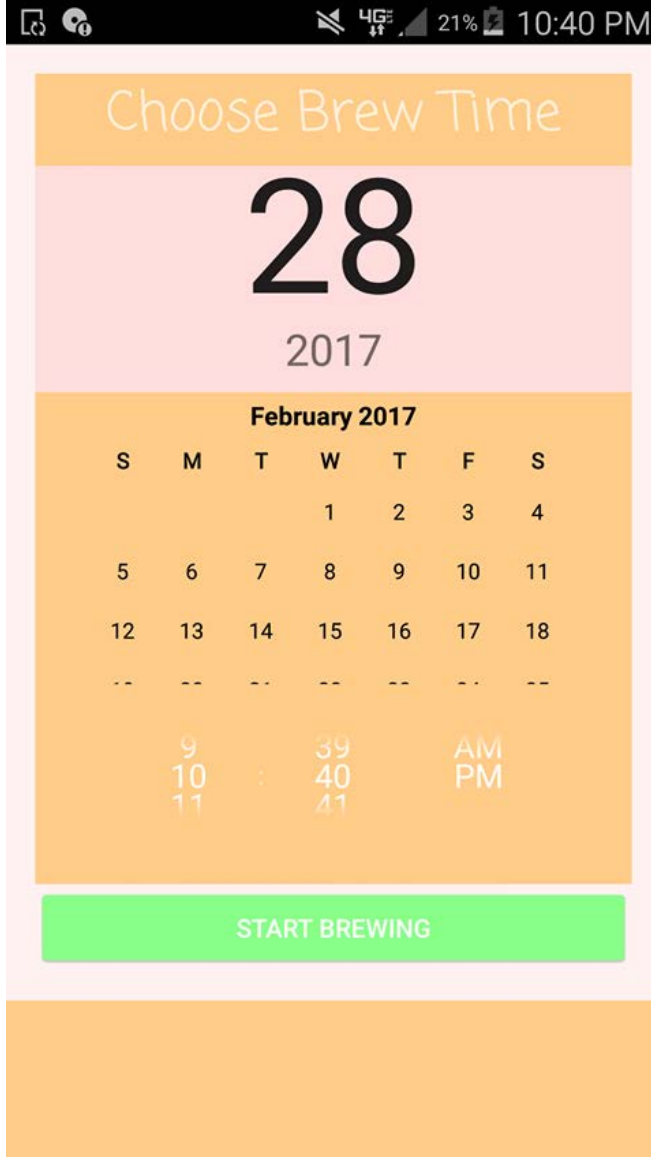 4G 21% 10:40 PM
Choose Brew Time
28
2017
February 2017
S M T W T F S
1 2 3 4
5 6 7 8 9 10 11
12 13 14 15 16 17 18
9 39 AM
10 : 40 PM
11 41
START BREWING